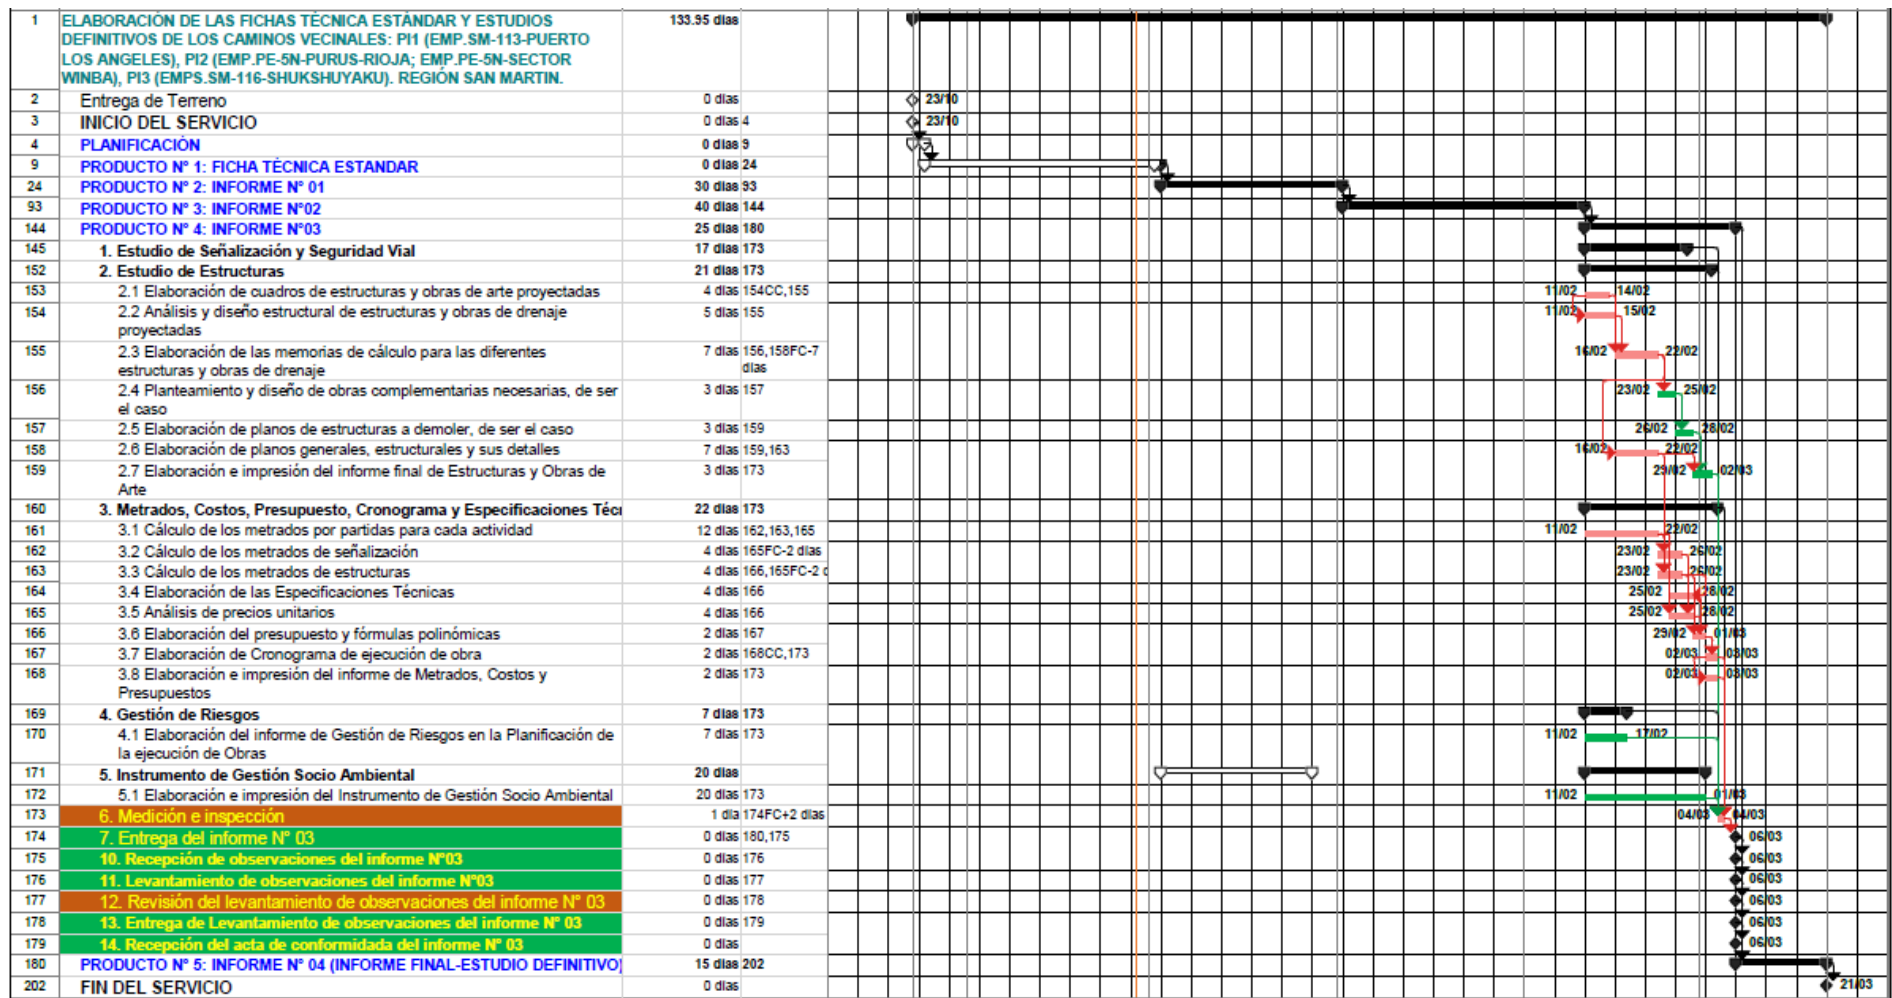 1 ELABORACIÓN DE LAS FICHAS TÉCNICA ESTÁNDAR Y ESTUDIOS 133.95 días
DEFINITIVOS DE LOS CAMINOS VECINALES: PI1 (EMP.SM-113-PUERTO
LOS ANGELES), PI2 (EMP.PE-5N-PURUS-RIOJA; EMP.PE-5N-SECTOR
WINBA), PI3 (EMPS.SM-116-SHUKSHUYAKU). REGIÓN SAN MARTIN.
2 Entrega de Terreno 0 días 23/10
3 INICIO DEL SERVICIO 0 días 4 23/10
4 PLANIFICACIÓN 0 días 9
9 PRODUCTO N° 1: FICHA TÉCNICA ESTANDAR 0 días 24
24 PRODUCTO N° 2: INFORME N° 01 30 días 93
93 PRODUCTO N° 3: INFORME N°02 40 días 144
144 PRODUCTO N° 4: INFORME N°03 25 días 180
145 1. Estudio de Señalización y Seguridad Vial 17 días 173
152 2. Estudio de Estructuras 21 días 173
153 2.1 Elaboración de cuadros de estructuras y obras de arte proyectadas 4 días 154CC,155 11/02 14/02
154 2.2 Análisis y diseño estructural de estructuras y obras de drenaje 5 días 155 11/02 15/02
proyectadas
155 2.3 Elaboración de las memorias de cálculo para las diferentes 7 días 156,158FC-7 16/02 22/02
estructuras y obras de drenaje días
156 2.4 Planteamiento y diseño de obras complementarias necesarias, de ser 3 días 157 23/02 25/02
el caso
157 2.5 Elaboración de planos de estructuras a demoler, de ser el caso 3 días 159 26/02 28/02
158 2.6 Elaboración de planos generales, estructurales y sus detalles 7 días 159,163 16/02 22/02
159 2.7 Elaboración e impresión del informe final de Estructuras y Obras de 3 días 173 29/02 02/03
Arte
160 3. Metrados, Costos, Presupuesto, Cronograma y Especificaciones Técn 22 días 173
161 3.1 Cálculo de los metrados por partidas para cada actividad 12 días 162,163,165 11/02 22/02
162 3.2 Cálculo de los metrados de señalización 4 días 165FC-2 días 23/02 26/02
163 3.3 Cálculo de los metrados de estructuras 4 días 166,165FC-2 d 23/02 26/02
164 3.4 Elaboración de las Especificaciones Técnicas 4 días 166 25/02 28/02
165 3.5 Análisis de precios unitarios 4 días 166 25/02 28/02
166 3.6 Elaboración del presupuesto y fórmulas polinómicas 2 días 167 29/02 01/03
167 3.7 Elaboración de Cronograma de ejecución de obra 2 días 168CC,173 02/03 03/03
168 3.8 Elaboración e impresión del informe de Metrados, Costos y 2 días 173 02/03 03/03
Presupuestos
169 4. Gestión de Riesgos 7 días 173
170 4.1 Elaboración del informe de Gestión de Riesgos en la Planificación de 7 días 173 11/02 17/02
la ejecución de Obras
171 5. Instrumento de Gestión Socio Ambiental 20 días
172 5.1 Elaboración e impresión del Instrumento de Gestión Socio Ambiental 20 días 173 11/02 01/03
173 6. Medición e inspección 1 día 174FC+2 días 04/03 04/03
174 7. Entrega del informe N° 03 0 días 180,175 06/03
175 10. Recepción de observaciones del informe N°03 0 días 176 06/03
176 11. Levantamiento de observaciones del informe N°03 0 días 177 06/03
177 12. Revisión del levantamiento de observaciones del informe N° 03 0 días 178 06/03
178 13. Entrega de Levantamiento de observaciones del informe N° 03 0 días 179 06/03
179 14. Recepción del acta de conformidada del informe N° 03 0 días 06/03
180 PRODUCTO N° 5: INFORME N° 04 (INFORME FINAL-ESTUDIO DEFINITIVO) 15 días 202
202 FIN DEL SERVICIO 0 días 21/03